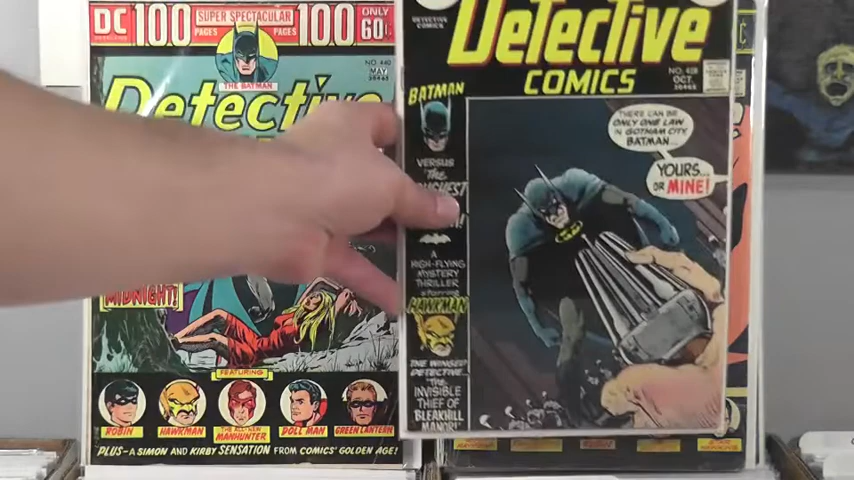 DC
100 PAGES
SUPER SPECTACULAR
100 PAGES
ONLY
60¢
THE BATMAN
NO. 440
MAY
Detective
MIDNIGHT!
FEATURING
ROBIN
HAWKMAN
MANHUNTER
DOLL MAN
GREEN LANTERN
PLUS-A SIMON AND KIRBY SENSATION FROM COMICS' GOLDEN AGE!
DETECTIVE
COMICS
Detective
COMICS
NO. 428
OCT.
BATMAN
VERSUS
THE
A
HIGH-FLYING
MYSTERY
THRILLER
HAWKMAN
THE WINGED
DETECTIVE
"THE
INVISIBLE
THIEF OF
BLEAKHILL
MANOR!"
THERE CAN BE
ONLY ONE LAW
IN GOTHAM CITY
BATMAN...
YOURS...
OR MINE!